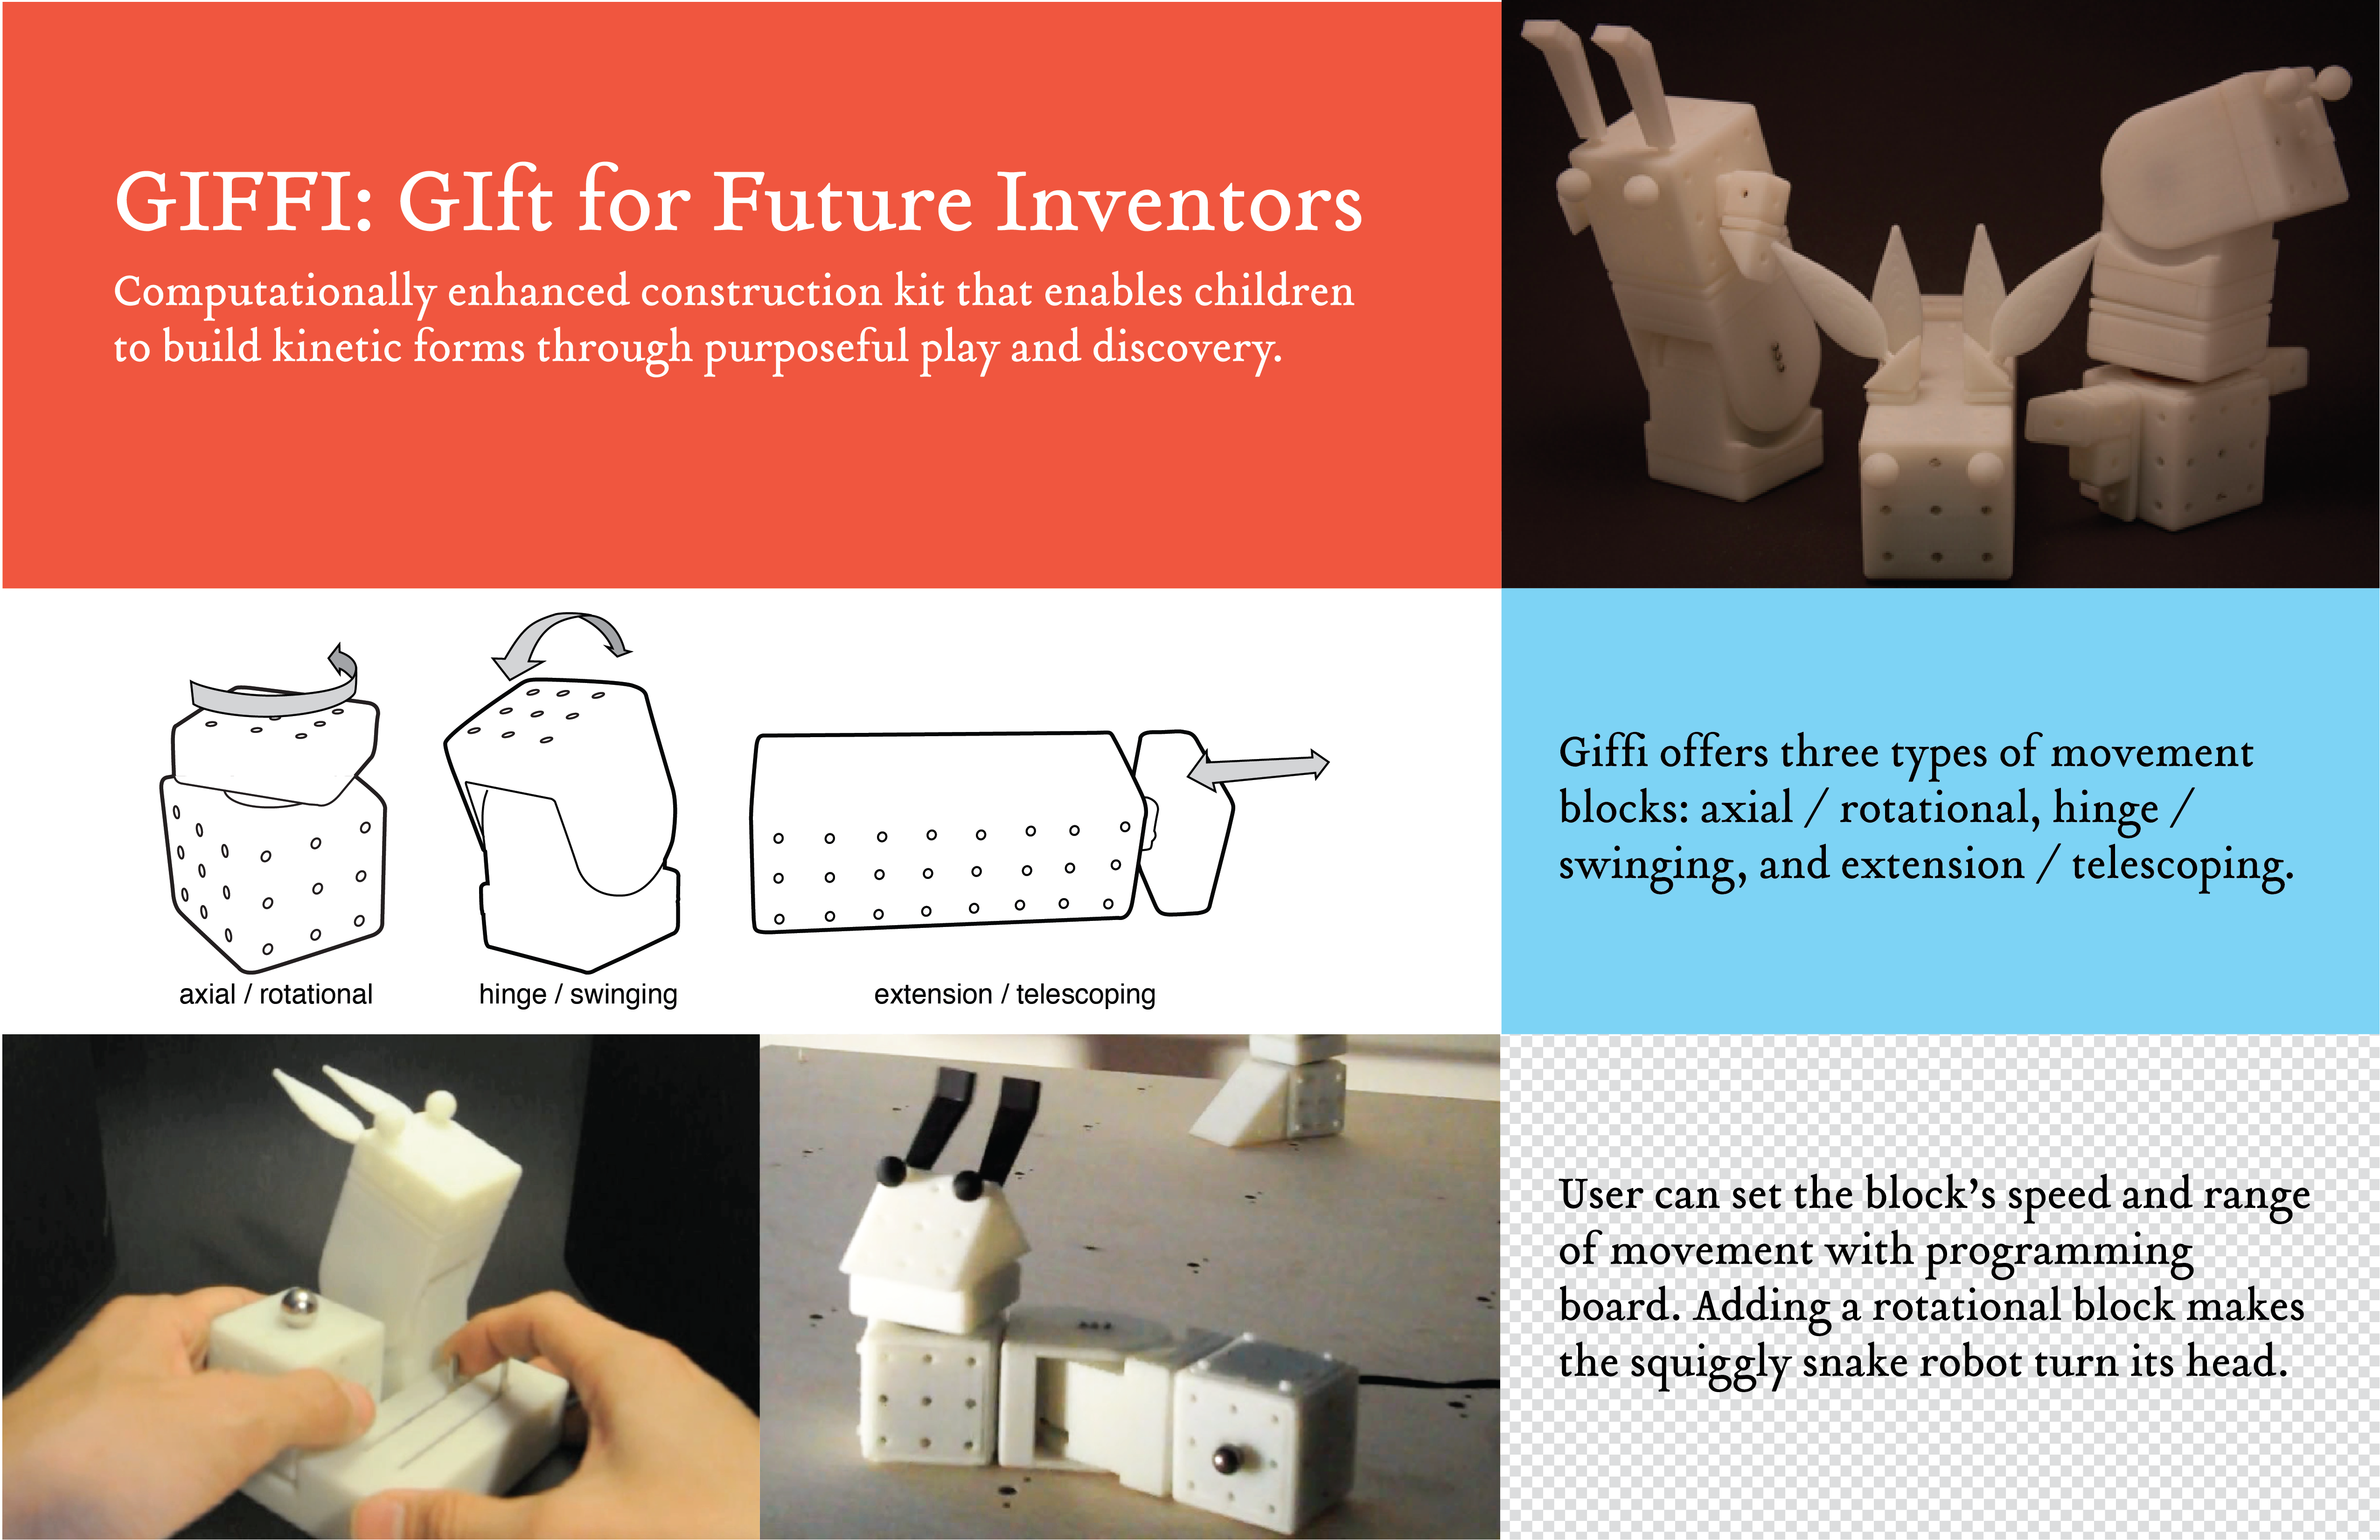 GIFFI: GIft for Future Inventors
Computationally enhanced construction kit that enables children
to build kinetic forms through purposeful play and discovery.
axial / rotational
hinge / swinging
extension / telescoping
Giffi offers three types of movement
blocks: axial / rotational, hinge /
swinging, and extension / telescoping.
User can set the block’s speed and range
of movement with programming
board. Adding a rotational block makes
the squiggly snake robot turn its head.